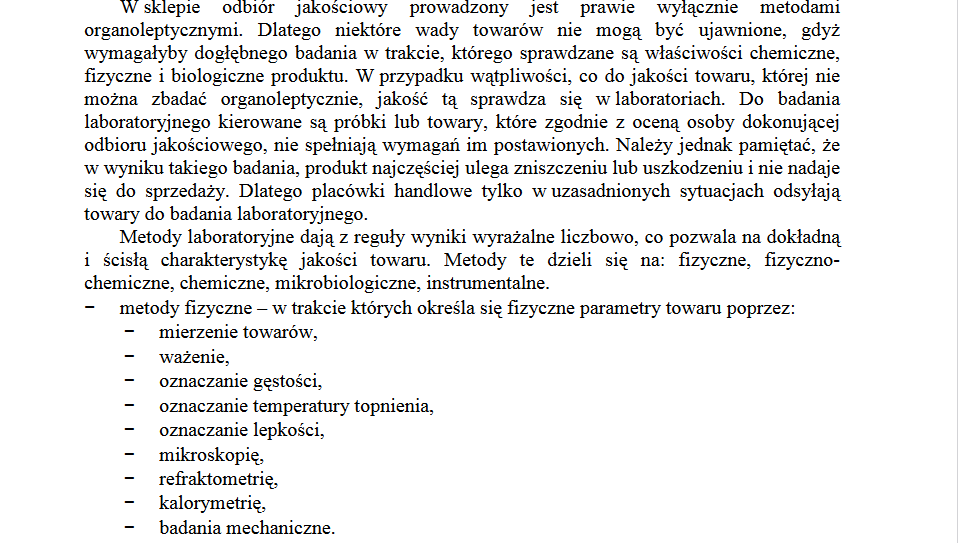 W sklepie odbiór jakościowy prowadzony jest prawie wyłącznie metodami
organoleptycznymi. Dlatego niektóre wady towarów nie mogą być ujawnione, gdyż
wymagałyby dogłębnego badania w trakcie, którego sprawdzane są właściwości chemiczne,
fizyczne i biologiczne produktu. W przypadku wątpliwości, co do jakości towaru, której nie
można zbadać organoleptycznie, jakość tą sprawdza się w laboratoriach. Do badania
laboratoryjnego kierowane są próbki lub towary, które zgodnie z oceną osoby dokonującej
odbioru jakościowego, nie spełniają wymagań im postawionych. Należy jednak pamiętać, że
w wyniku takiego badania, produkt najczęściej ulega zniszczeniu lub uszkodzeniu i nie nadaje
się do sprzedaży. Dlatego placówki handlowe tylko w uzasadnionych sytuacjach odsyłają
towary do badania laboratoryjnego.
Metody laboratoryjne dają z reguły wyniki wyrażalne liczbowo, co pozwala na dokładną
i ścisłą charakterystykę jakości towaru. Metody te dzieli się na: fizyczne, fizyczno-
chemiczne, chemiczne, mikrobiologiczne, instrumentalne.
− metody fizyczne – w trakcie których określa się fizyczne parametry towaru poprzez:
− mierzenie towarów,
− ważenie,
− oznaczanie gęstości,
− oznaczanie temperatury topnienia,
− oznaczanie lepkości,
− mikroskopię,
− refraktometrię,
− kalorymetrię,
− badania mechaniczne.